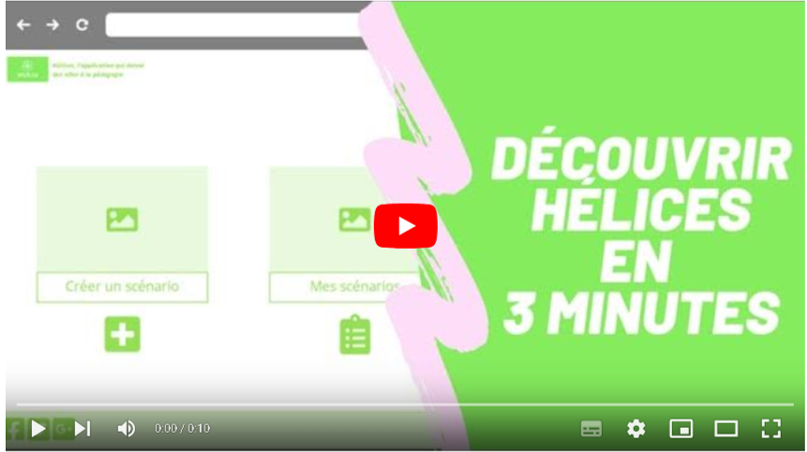 hélices, l'application qui donne
des ailes à la pédagogie
DÉCOUVRIR
HÉLICES
EN
3 MINUTES
Créer un scénario
Mes scénarios
0:00 / 0:10